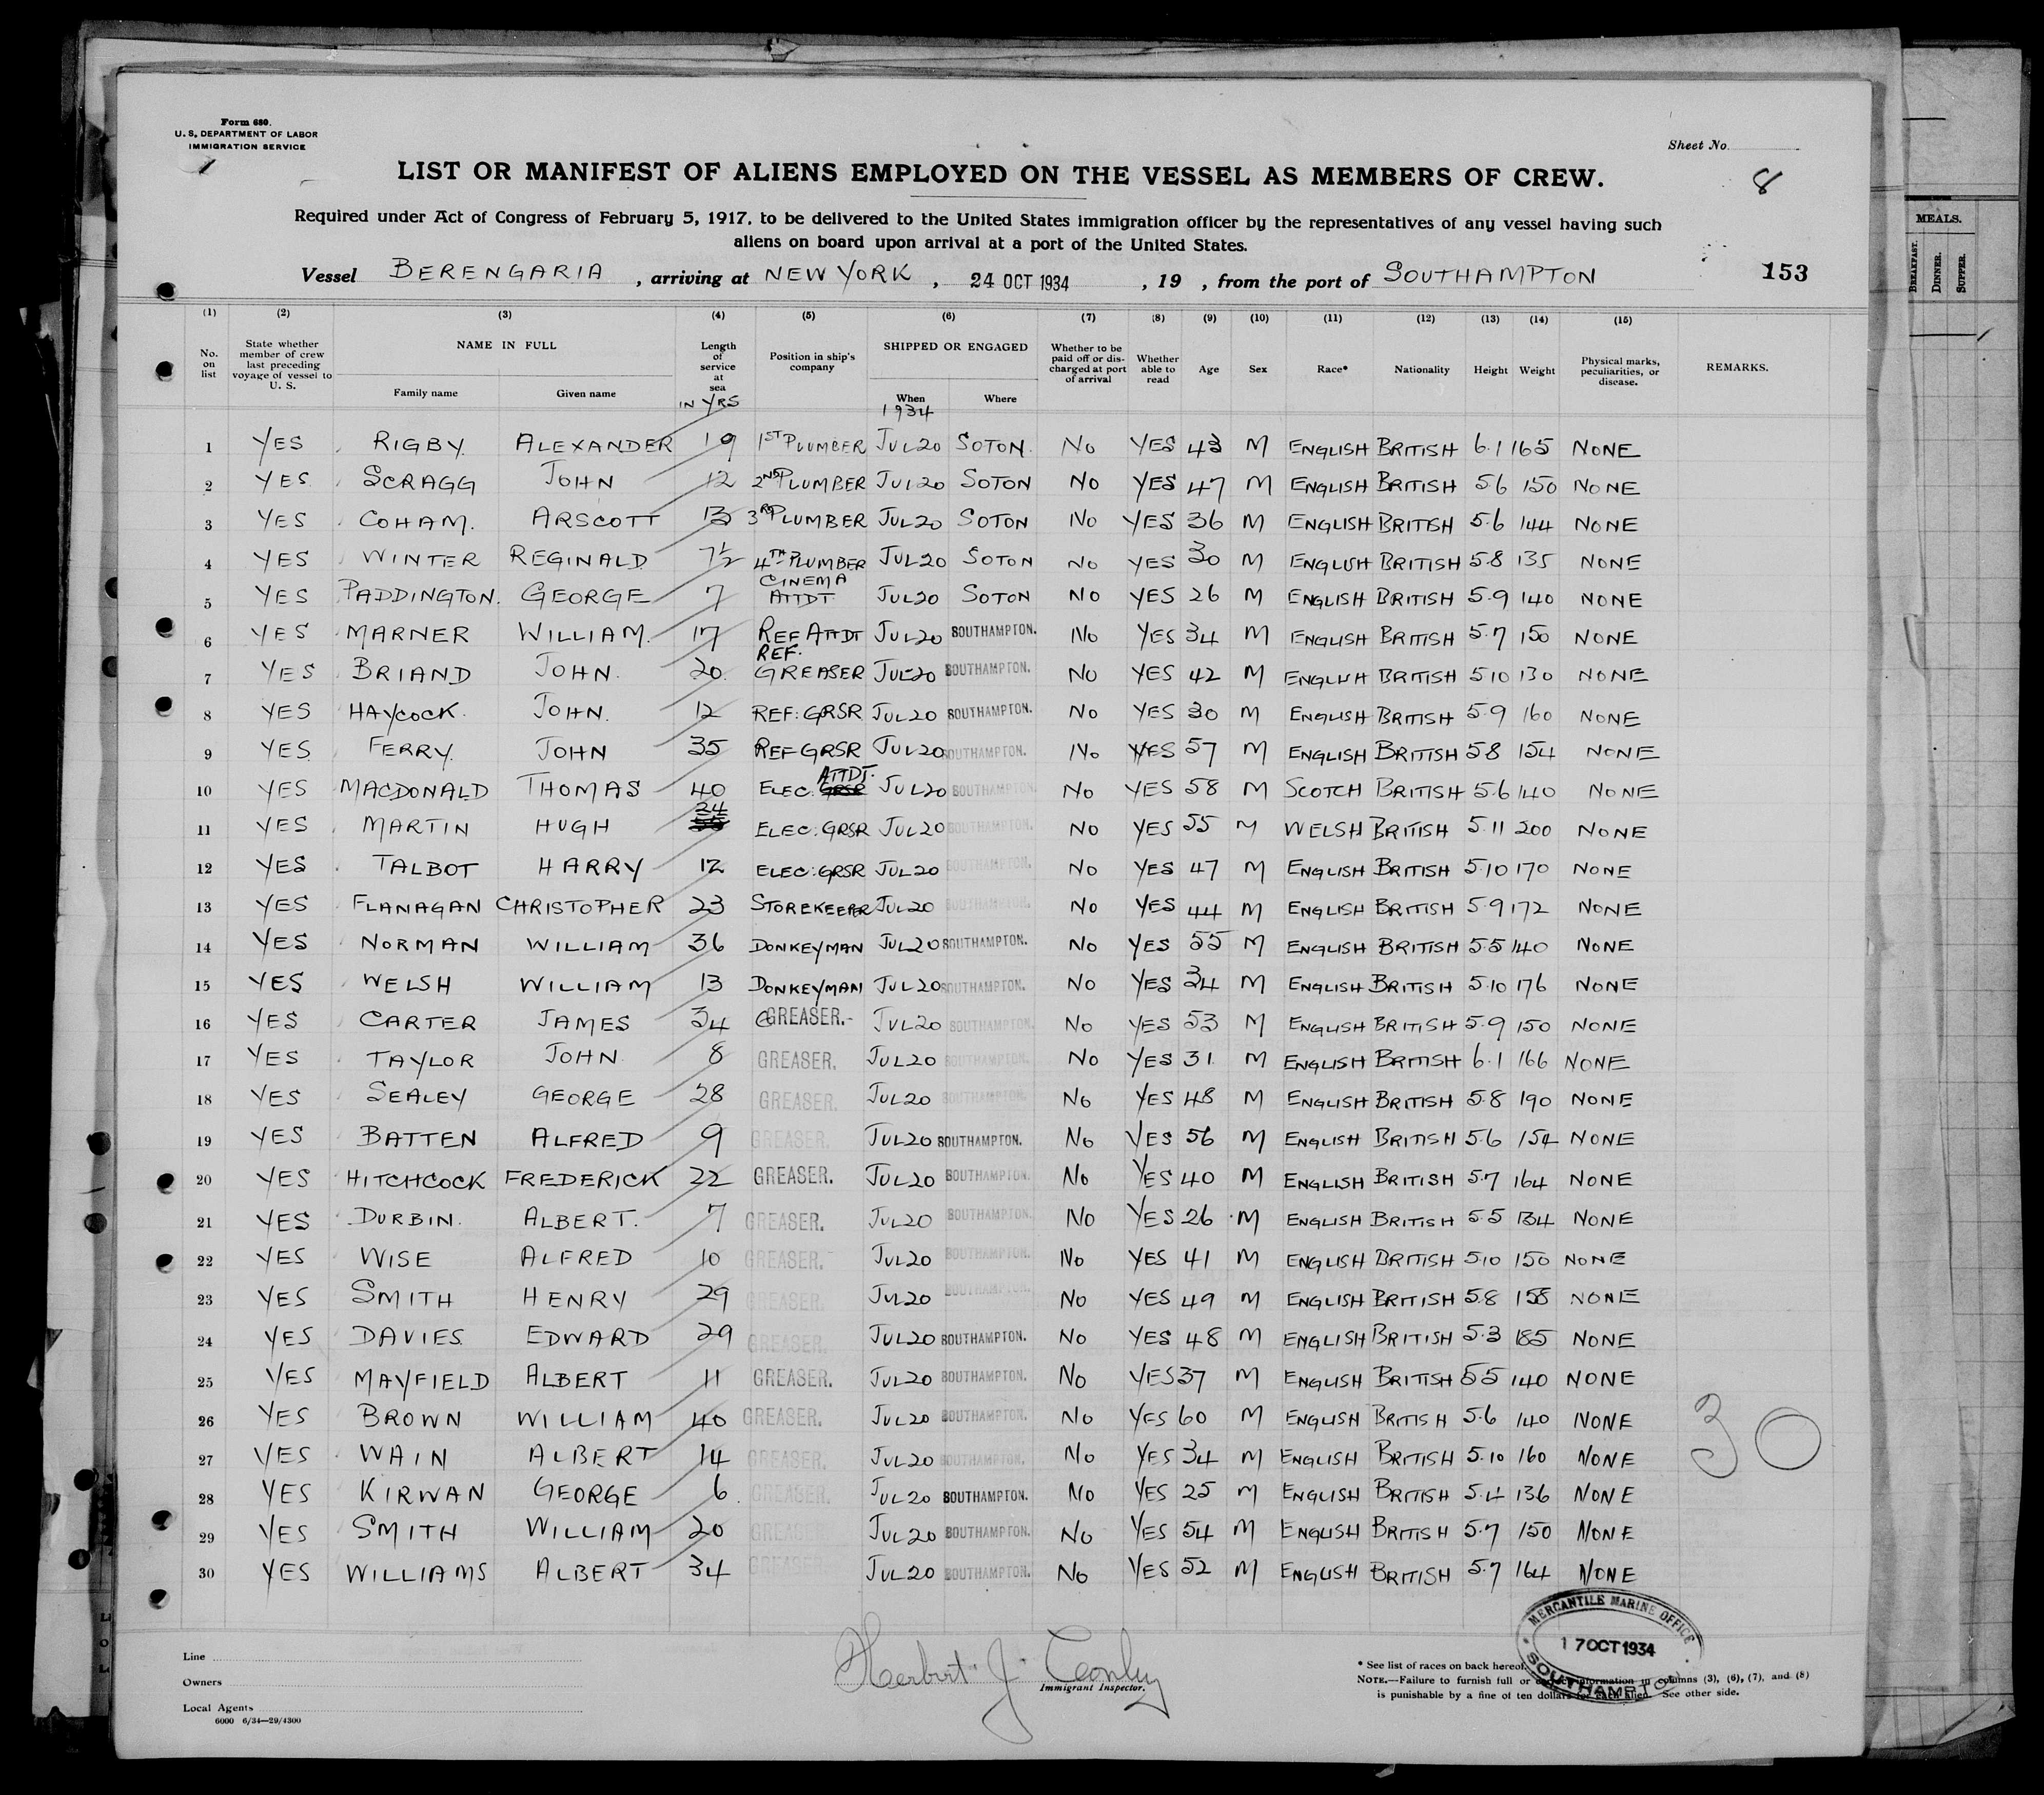 Form 680.
U. S. DEPARTMENT OF LABOR
IMMIGRATION SERVICE
Sheet No.
8
LIST OR MANIFEST OF ALIENS EMPLOYED ON THE VESSEL AS MEMBERS OF CREW.
Required under Act of Congress of February 5, 1917, to be delivered to the United States immigration officer by the representatives of any vessel having such
aliens on board upon arrival at a port of the United States.
Vessel BERENGARIA , arriving at NEW YORK , 24 OCT 1934 , 19 , from the port of SOUTHAMPTON 153
MEALS.
BREAKFAST. DINNER. SUPPER.
(1) (2) (3) (4) (5) (6) (7) (8) (9) (10) (11) (12) (13) (14) (15)
No. on list State whether member of crew last preceding voyage of vessel to U. S. NAME IN FULL Family name Given name Length of service at sea IN YRS Position in ship's company SHIPPED OR ENGAGED When 1934 Where Whether to be paid off or discharged at port of arrival Whether able to read Age Sex Race* Nationality Height Weight Physical marks, peculiarities, or disease. REMARKS.
1 YES RIGBY. ALEXANDER 19 1ST PLUMBER JUL 20 SOTON. NO YES 43 M ENGLISH BRITISH 6.1 165 NONE
2 YES SCRAGG JOHN 12 2ND PLUMBER JUL 20 SOTON NO YES 47 M ENGLISH BRITISH 5.6 150 NONE
3 YES COHAM. ARSCOTT 13 3RD PLUMBER JUL 20 SOTON NO YES 36 M ENGLISH BRITISH 5.6 144 NONE
4 YES WINTER REGINALD 7½ 4TH PLUMBER JUL 20 SOTON NO YES 30 M ENGLISH BRITISH 5.8 135 NONE
5 YES PADDINGTON. GEORGE 7 CINEMA ATTDT JUL 20 SOTON NO YES 26 M ENGLISH BRITISH 5.9 140 NONE
6 YES MARNER WILLIAM. 17 REF ATTDT JUL 20 SOUTHAMPTON. NO YES 34 M ENGLISH BRITISH 5.7 150 NONE
7 YES BRIAND JOHN. 20 REF. GREASER JUL 20 SOUTHAMPTON. NO YES 42 M ENGLISH BRITISH 5.10 130 NONE
8 YES HAYCOCK. JOHN. 12 REF: GRSR JUL 20 SOUTHAMPTON. NO YES 30 M ENGLISH BRITISH 5.9 160 NONE
9 YES FERRY. JOHN 35 REF GRSR JUL 20 SOUTHAMPTON. NO YES 57 M ENGLISH BRITISH 5.8 154 NONE
10 YES MACDONALD THOMAS 40 ELEC: GRSR ATTDT. JUL 20 SOUTHAMPTON. NO YES 58 M SCOTCH BRITISH 5.6 140 NONE
11 YES MARTIN HUGH 24 ELEC: GRSR JUL 20 SOUTHAMPTON. NO YES 55 M WELSH BRITISH 5.11 200 NONE
12 YES TALBOT HARRY 12 ELEC: GRSR JUL 20 SOUTHAMPTON. NO YES 47 M ENGLISH BRITISH 5.10 170 NONE
13 YES FLANAGAN CHRISTOPHER 23 STOREKEEPER JUL 20 SOUTHAMPTON. NO YES 44 M ENGLISH BRITISH 5.9 172 NONE
14 YES NORMAN WILLIAM 36 DONKEYMAN JUL 20 SOUTHAMPTON. NO YES 55 M ENGLISH BRITISH 5.5 140 NONE
15 YES WELSH WILLIAM 13 DONKEYMAN JUL 20 SOUTHAMPTON. NO YES 34 M ENGLISH BRITISH 5.10 176 NONE
16 YES CARTER JAMES 34 GREASER. JUL 20 SOUTHAMPTON. NO YES 53 M ENGLISH BRITISH 5.9 150 NONE
17 YES TAYLOR JOHN 8 GREASER. JUL 20 SOUTHAMPTON. NO YES 31. M ENGLISH BRITISH 6.1 166 NONE
18 YES SEALEY GEORGE 28 GREASER. JUL 20 SOUTHAMPTON. NO YES 48 M ENGLISH BRITISH 5.8 190 NONE
19 YES BATTEN ALFRED 9 GREASER. JUL 20 SOUTHAMPTON. NO YES 56 M ENGLISH BRITISH 5.6 154 NONE
20 YES HITCHCOCK FREDERICK 22 GREASER. JUL 20 SOUTHAMPTON. NO YES 40 M ENGLISH BRITISH 5.7 164 NONE
21 YES DURBIN. ALBERT. 7 GREASER. JUL 20 SOUTHAMPTON. NO YES 26 M ENGLISH BRITISH 5.5 134 NONE
22 YES WISE ALFRED 10 GREASER. JUL 20 SOUTHAMPTON. NO YES 41 M ENGLISH BRITISH 5.10 150 NONE
23 YES SMITH HENRY 29 GREASER. JUL 20 SOUTHAMPTON. NO YES 49 M ENGLISH BRITISH 5.8 158 NONE
24 YES DAVIES EDWARD 29 GREASER. JUL 20 SOUTHAMPTON. NO YES 48 M ENGLISH BRITISH 5.3 185 NONE
25 YES MAYFIELD ALBERT 11 GREASER. JUL 20 SOUTHAMPTON. NO YES 37 M ENGLISH BRITISH 5.5 140 NONE
26 YES BROWN WILLIAM 40 GREASER. JUL 20 SOUTHAMPTON. NO YES 60 M ENGLISH BRITISH 5.6 140 NONE
27 YES WAIN ALBERT 14 GREASER. JUL 20 SOUTHAMPTON. NO YES 34 M ENGLISH BRITISH 5.10 160 NONE
28 YES KIRWAN GEORGE 6. GREASER. JUL 20 SOUTHAMPTON. NO YES 25 M ENGLISH BRITISH 5.4 136 NONE
29 YES SMITH WILLIAM 20 GREASER. JUL 20 SOUTHAMPTON. NO YES 54 M ENGLISH BRITISH 5.7 150 NONE
30 YES WILLIAMS ALBERT 34 GREASER. JUL 20 SOUTHAMPTON. NO YES 52 M ENGLISH BRITISH 5.7 164 NONE
30
MERCANTILE MARINE OFFICE
17 OCT 1934
SOUTHAMPTON
Line
Owners
Local Agents
6000 6/34—29/4300
Herbert J.
Immigrant Inspector.
* See list of races on back hereof.
NOTE.—Failure to furnish full or correct information in columns (3), (6), (7), and (8)
is punishable by a fine of ten dollars for each alien. See other side.